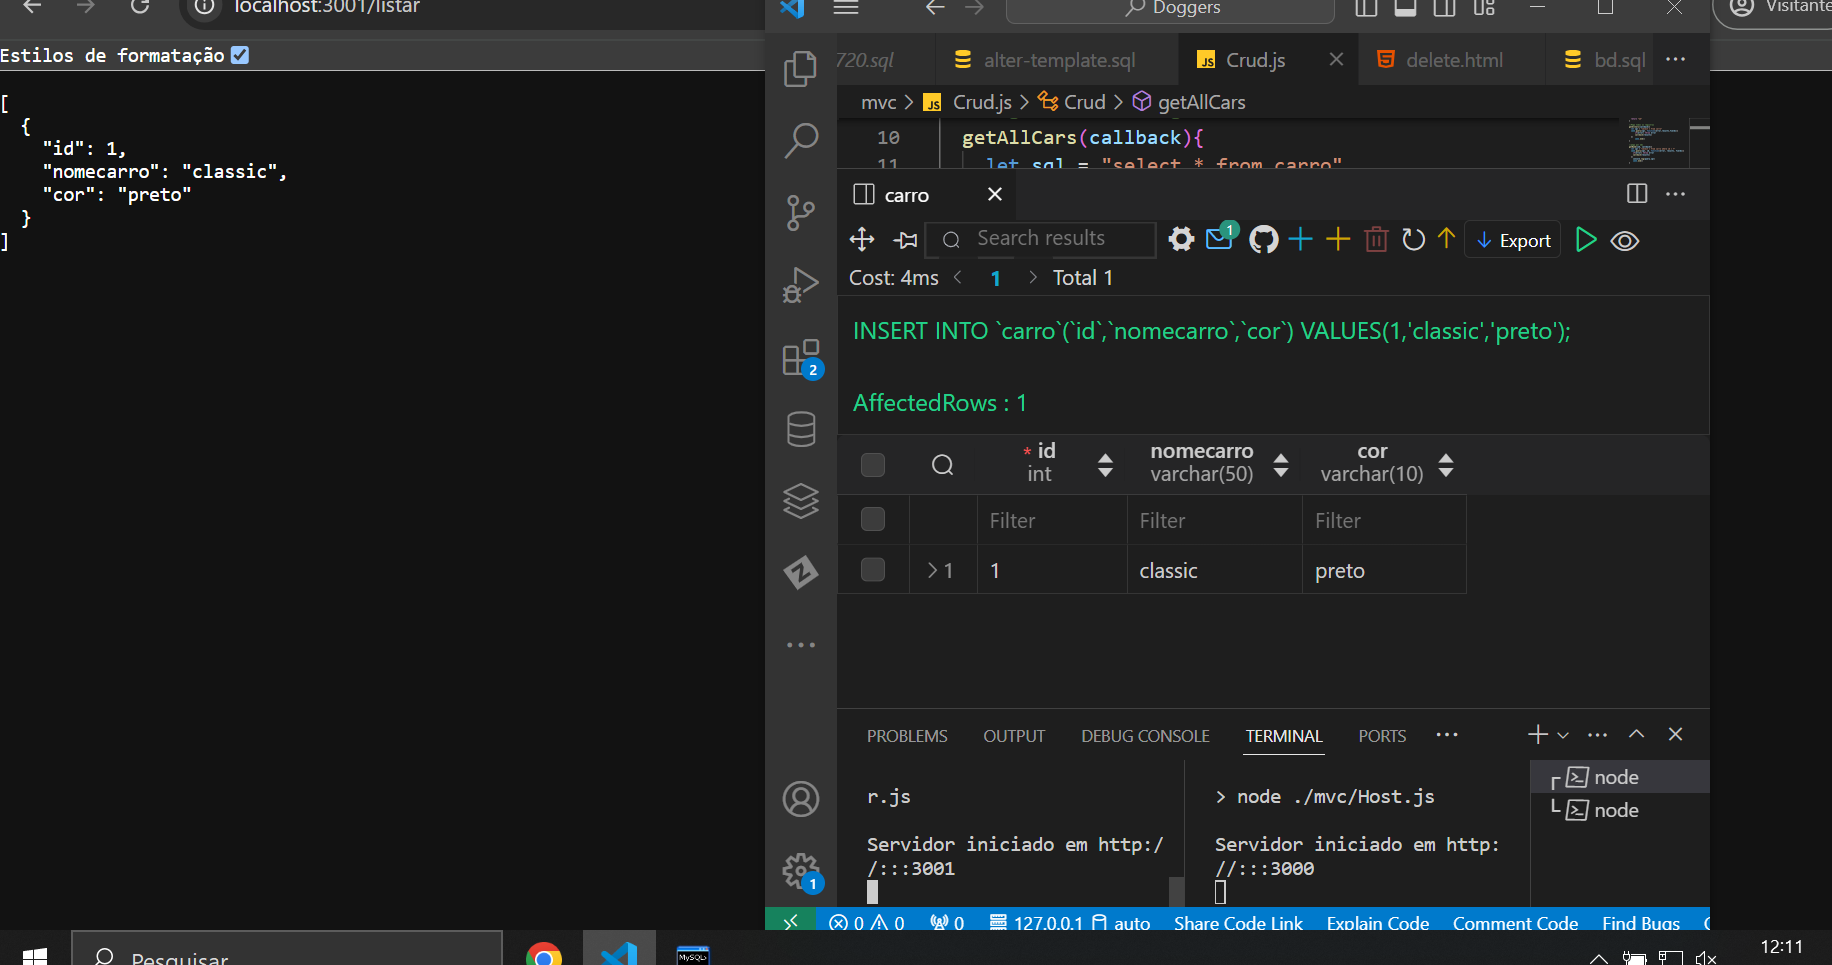 localhost:3001/listar
Estilos de formatação
[
{
"id": 1,
"nomecarro": "classic",
"cor": "preto"
}
]
Doggers
Visitante
720.sql
alter-template.sql
JS Crud.js
delete.html
bd.sql
mvc > JS Crud.js > Crud > getAllCars
10 getAllCars(callback){
11 let sql = "select * from carro"
carro
Search results
1
Export
Cost: 4ms < 1 > Total 1
INSERT INTO `carro`(`id`,`nomecarro`,`cor`) VALUES(1,'classic','preto');
AffectedRows : 1
* id nomecarro cor
int varchar(50) varchar(10)
Filter Filter Filter
> 1 1 classic preto
2
PROBLEMS OUTPUT DEBUG CONSOLE TERMINAL PORTS
r.js
Servidor iniciado em http:/
/:::3001
> node ./mvc/Host.js
Servidor iniciado em http:
//:::3000
node
node
1
0 0 0 127.0.0.1 auto Share Code Link Explain Code Comment Code Find Bugs
Pesquisar
MySQL>
12:11